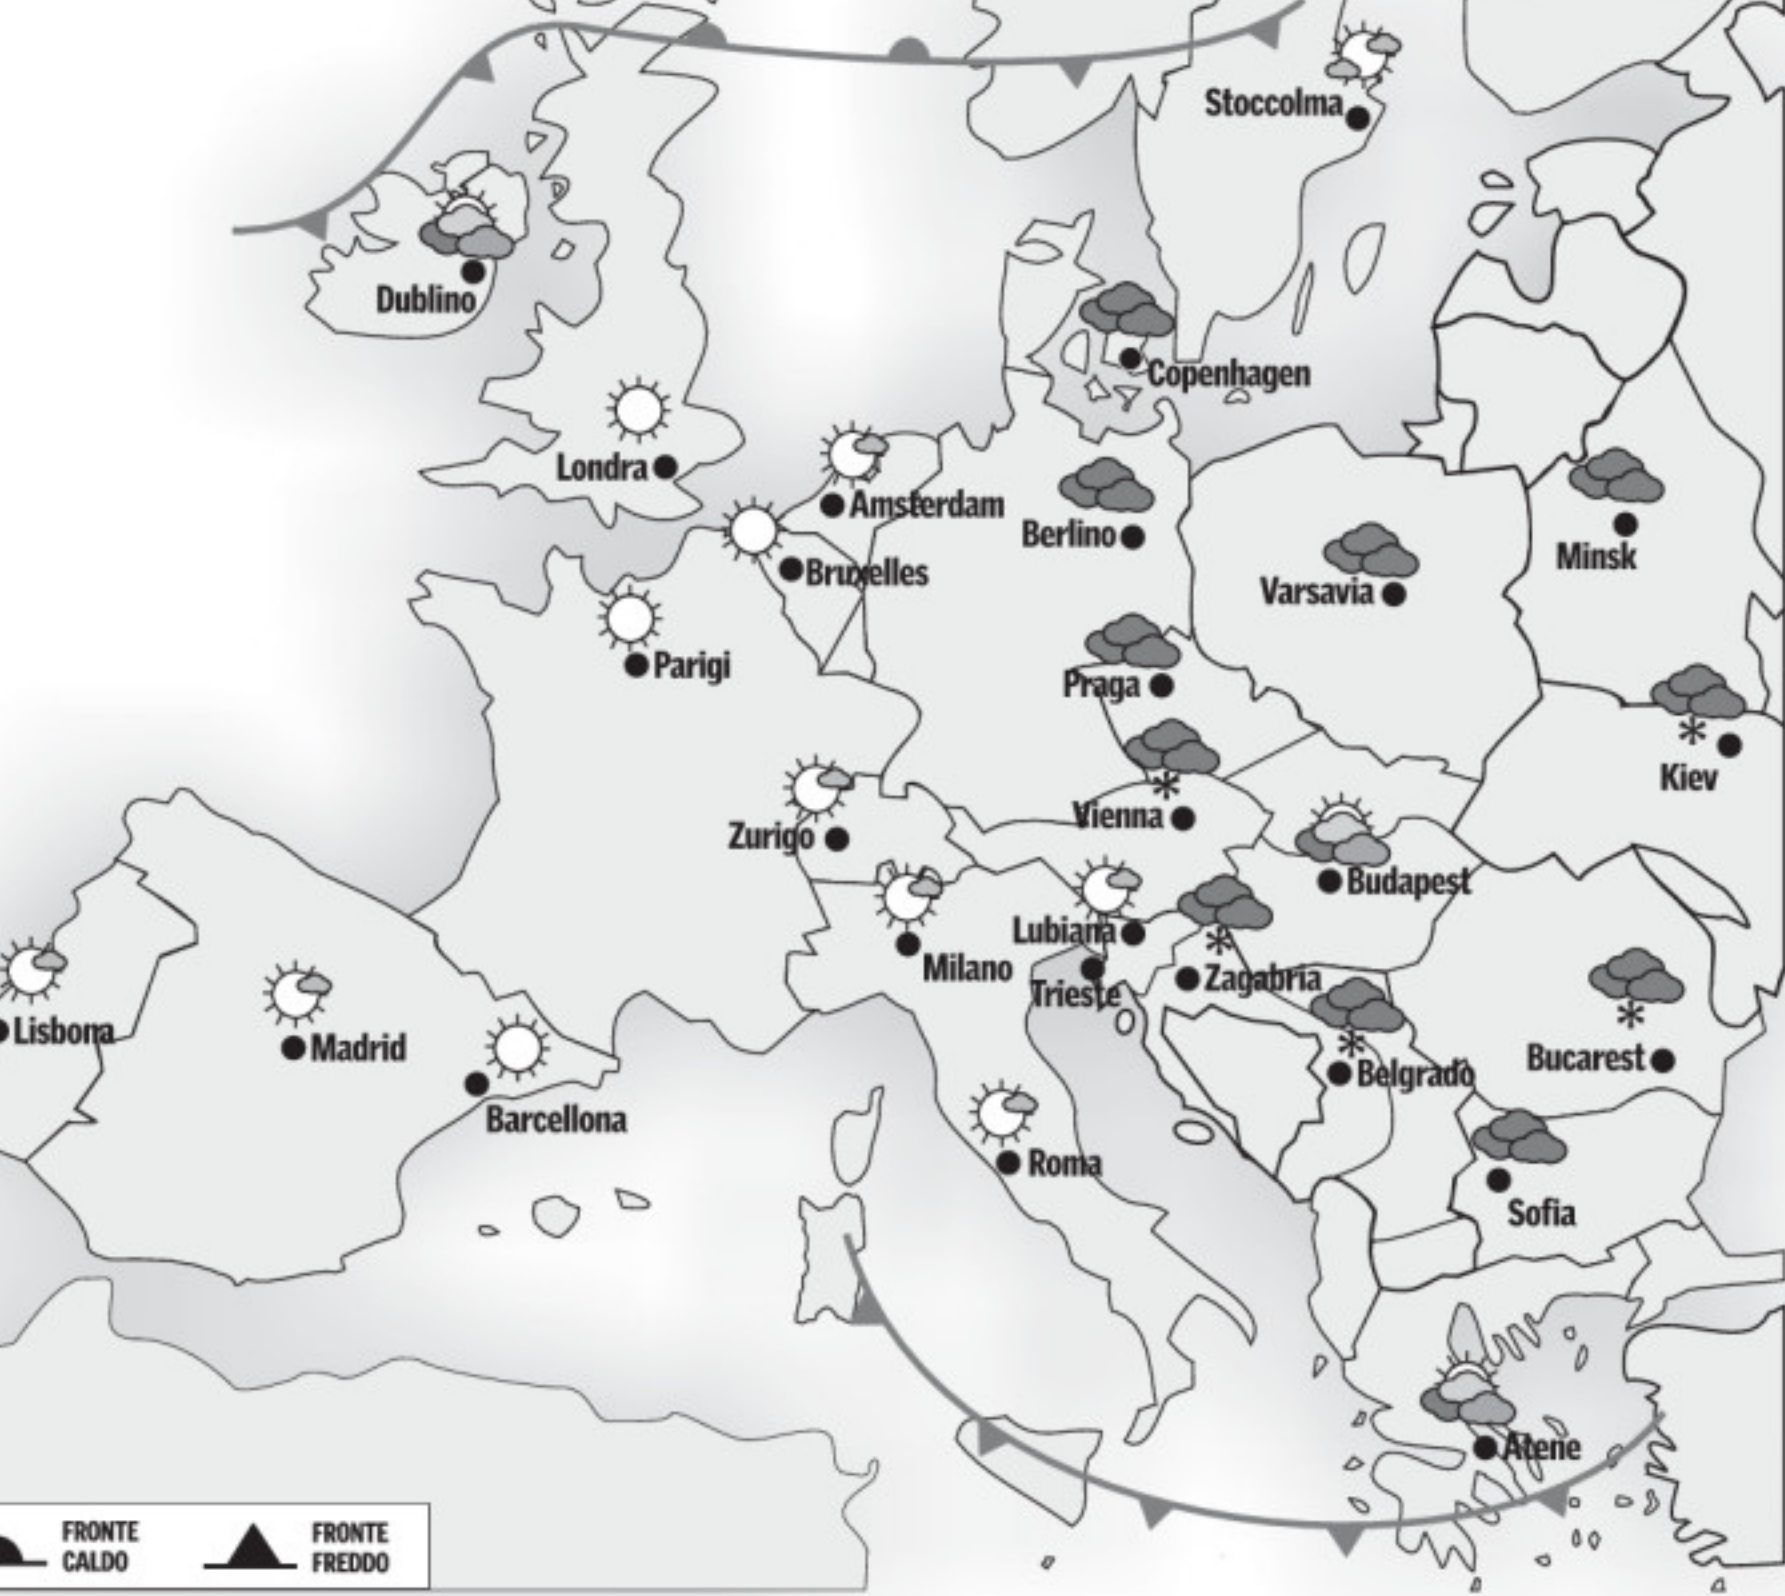 Stoccolma
Dublino
Copenhagen
Londra
Amsterdam
Berlino
Minsk
Bruxelles
Varsavia
Parigi
Praga
Kiev
Vienna
Zurigo
Budapest
Lubiana
Milano
Zagabria
Trieste
Lisbona
Madrid
Bucarest
Belgrado
Barcellona
Roma
Sofia
Atene
FRONTE
CALDO
FRONTE
FREDDO